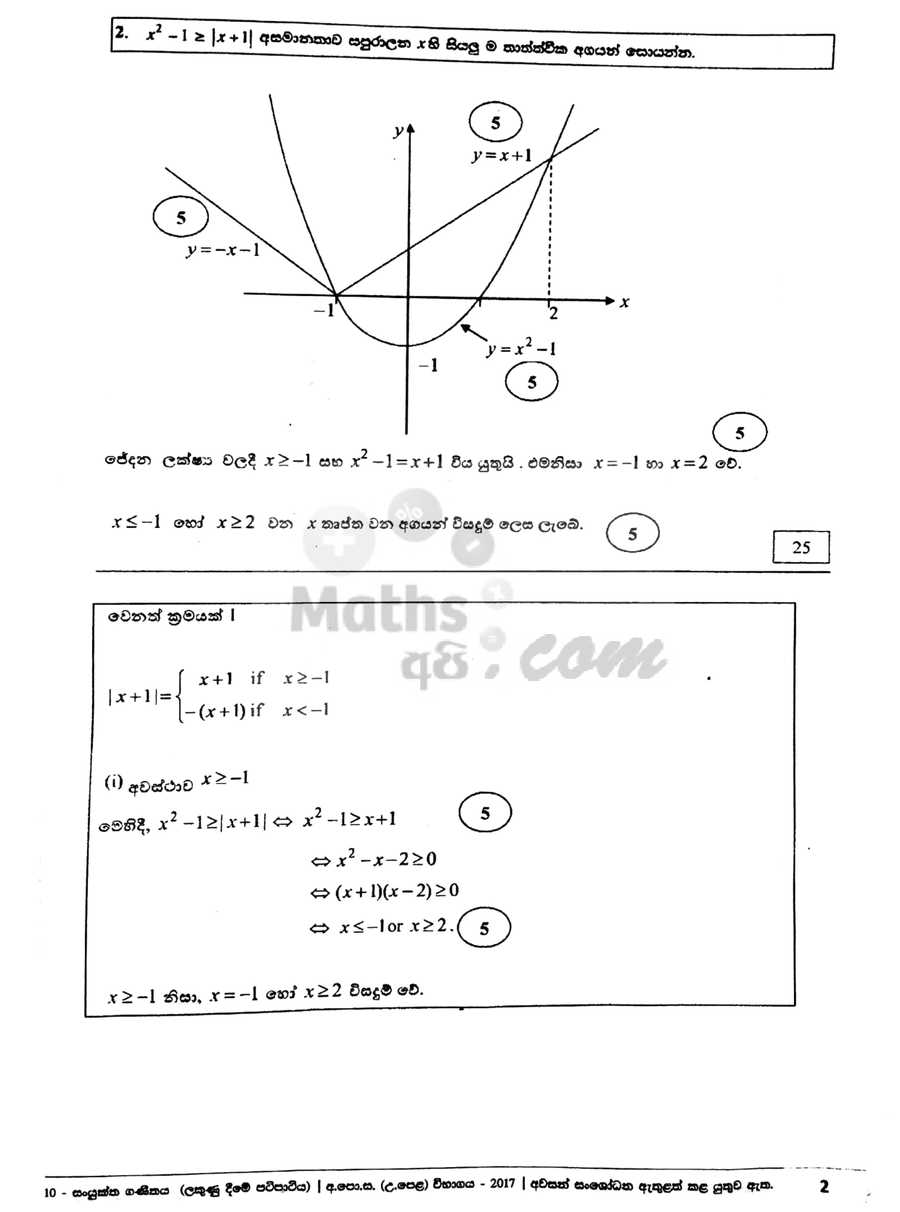 2. x² – 1 ≥ |x + 1| අසමානතාව සපුරාලන x හි සියලු ම තාත්ත්වික අගයන් සොයන්න.
y
5
y = x + 1
5
y = –x – 1
–1
2
x
–1
y = x² – 1
5
5
ඡේදන ලක්ෂ්‍ය වලදී x ≥ –1 සහ x² – 1 = x + 1 විය යුතුයි . එමනිසා x = –1 හා x = 2 වේ.
x ≤ –1 හෝ x ≥ 2 වන x තෘප්ත වන අගයන් විසඳුම් ලෙස ලැබේ.
5
25
Maths
අපි .com
වෙනත් ක්‍රමයක් I
|x + 1| = { x + 1 if x ≥ –1
–(x + 1) if x < –1
(i) අවස්ථාව x ≥ –1
මෙහිදී, x² – 1 ≥ |x + 1| ⇔ x² – 1 ≥ x + 1 5
⇔ x² – x – 2 ≥ 0
⇔ (x + 1)(x – 2) ≥ 0
⇔ x ≤ –1 or x ≥ 2. 5
x ≥ –1 නිසා, x = –1 හෝ x ≥ 2 විසඳුම් වේ.
10 - සංයුක්ත ගණිතය (ලකුණු දීමේ පටිපාටිය) | අ.පො.ස. (උ.පෙළ) විභාගය - 2017 | අවසන් සංශෝධන ඇතුළත් කළ යුතුව ඇත. 2